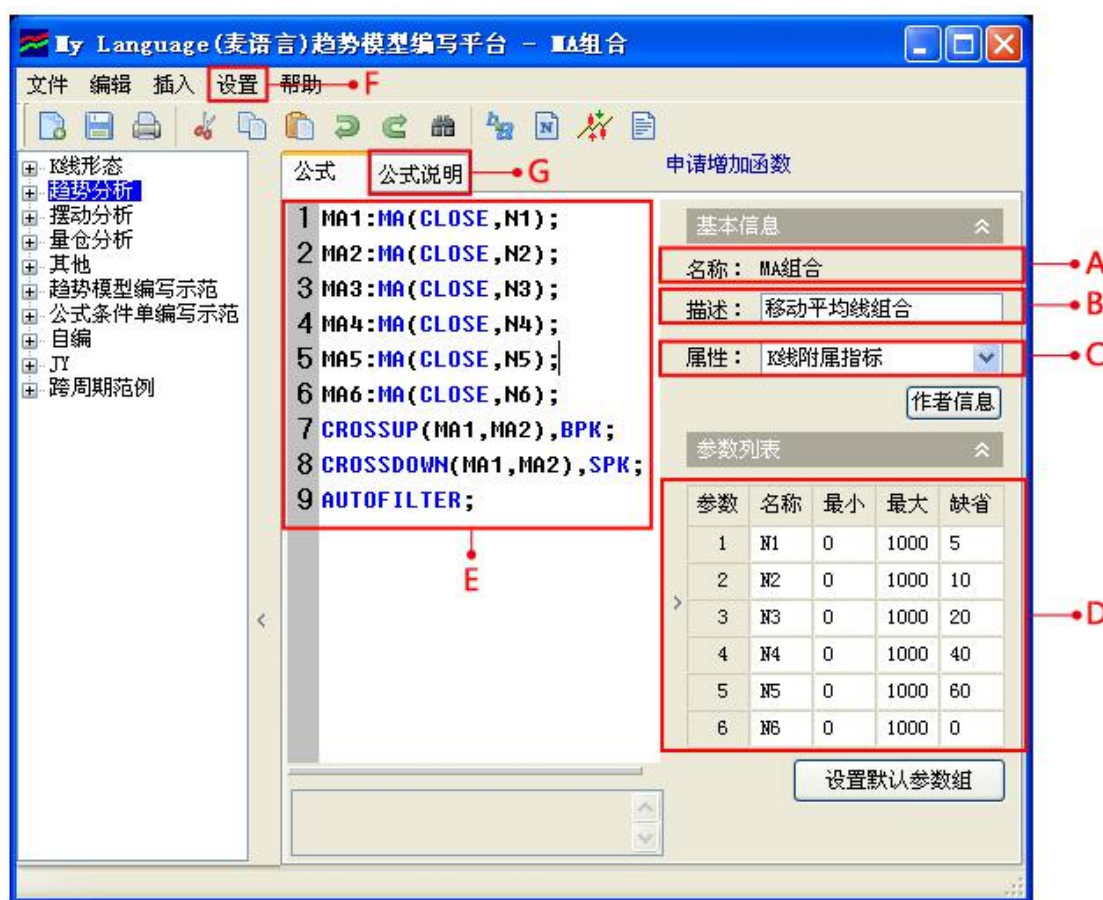 My Language(麦语言)趋势模型编写平台 - MA组合
文件 编辑 插入 设置 帮助 F
K线形态
趋势分析
摆动分析
量仓分析
其他
趋势模型编写示范
公式条件单编写示范
自编
JY
跨周期范例
公式 公式说明 G
1 MA1:MA(CLOSE,N1);
2 MA2:MA(CLOSE,N2);
3 MA3:MA(CLOSE,N3);
4 MA4:MA(CLOSE,N4);
5 MA5:MA(CLOSE,N5);
6 MA6:MA(CLOSE,N6);
7 CROSSUP(MA1,MA2),BPK;
8 CROSSDOWN(MA1,MA2),SPK;
9 AUTOFILTER;
E
申请增加函数
基本信息
名称： MA组合 A
描述： 移动平均线组合 B
属性： K线附属指标 C
作者信息
参数列表
参数 名称 最小 最大 缺省
1 N1 0 1000 5
2 N2 0 1000 10
3 N3 0 1000 20
4 N4 0 1000 40
5 N5 0 1000 60
6 N6 0 1000 0
D
设置默认参数组